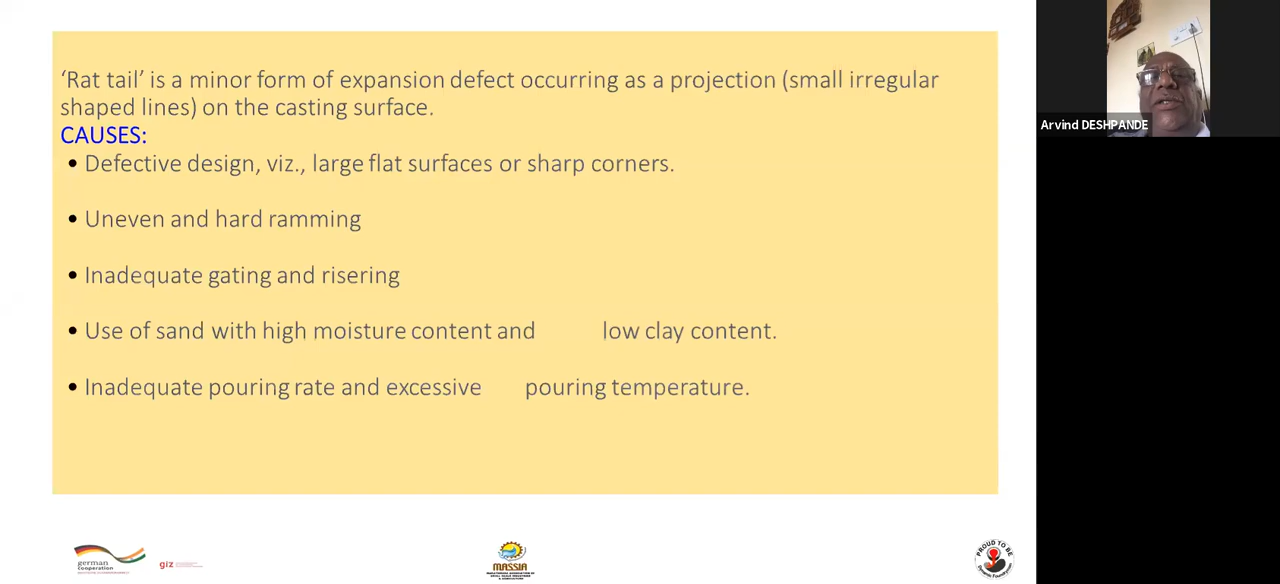 ‘Rat tail’ is a minor form of expansion defect occurring as a projection (small irregular
shaped lines) on the casting surface.
CAUSES:
• Defective design, viz., large flat surfaces or sharp corners.
• Uneven and hard ramming
• Inadequate gating and risering
• Use of sand with high moisture content and low clay content.
• Inadequate pouring rate and excessive pouring temperature.
Arvind DESHPANDE
german
cooperation
giz
MASSIA
PROUD TO BE